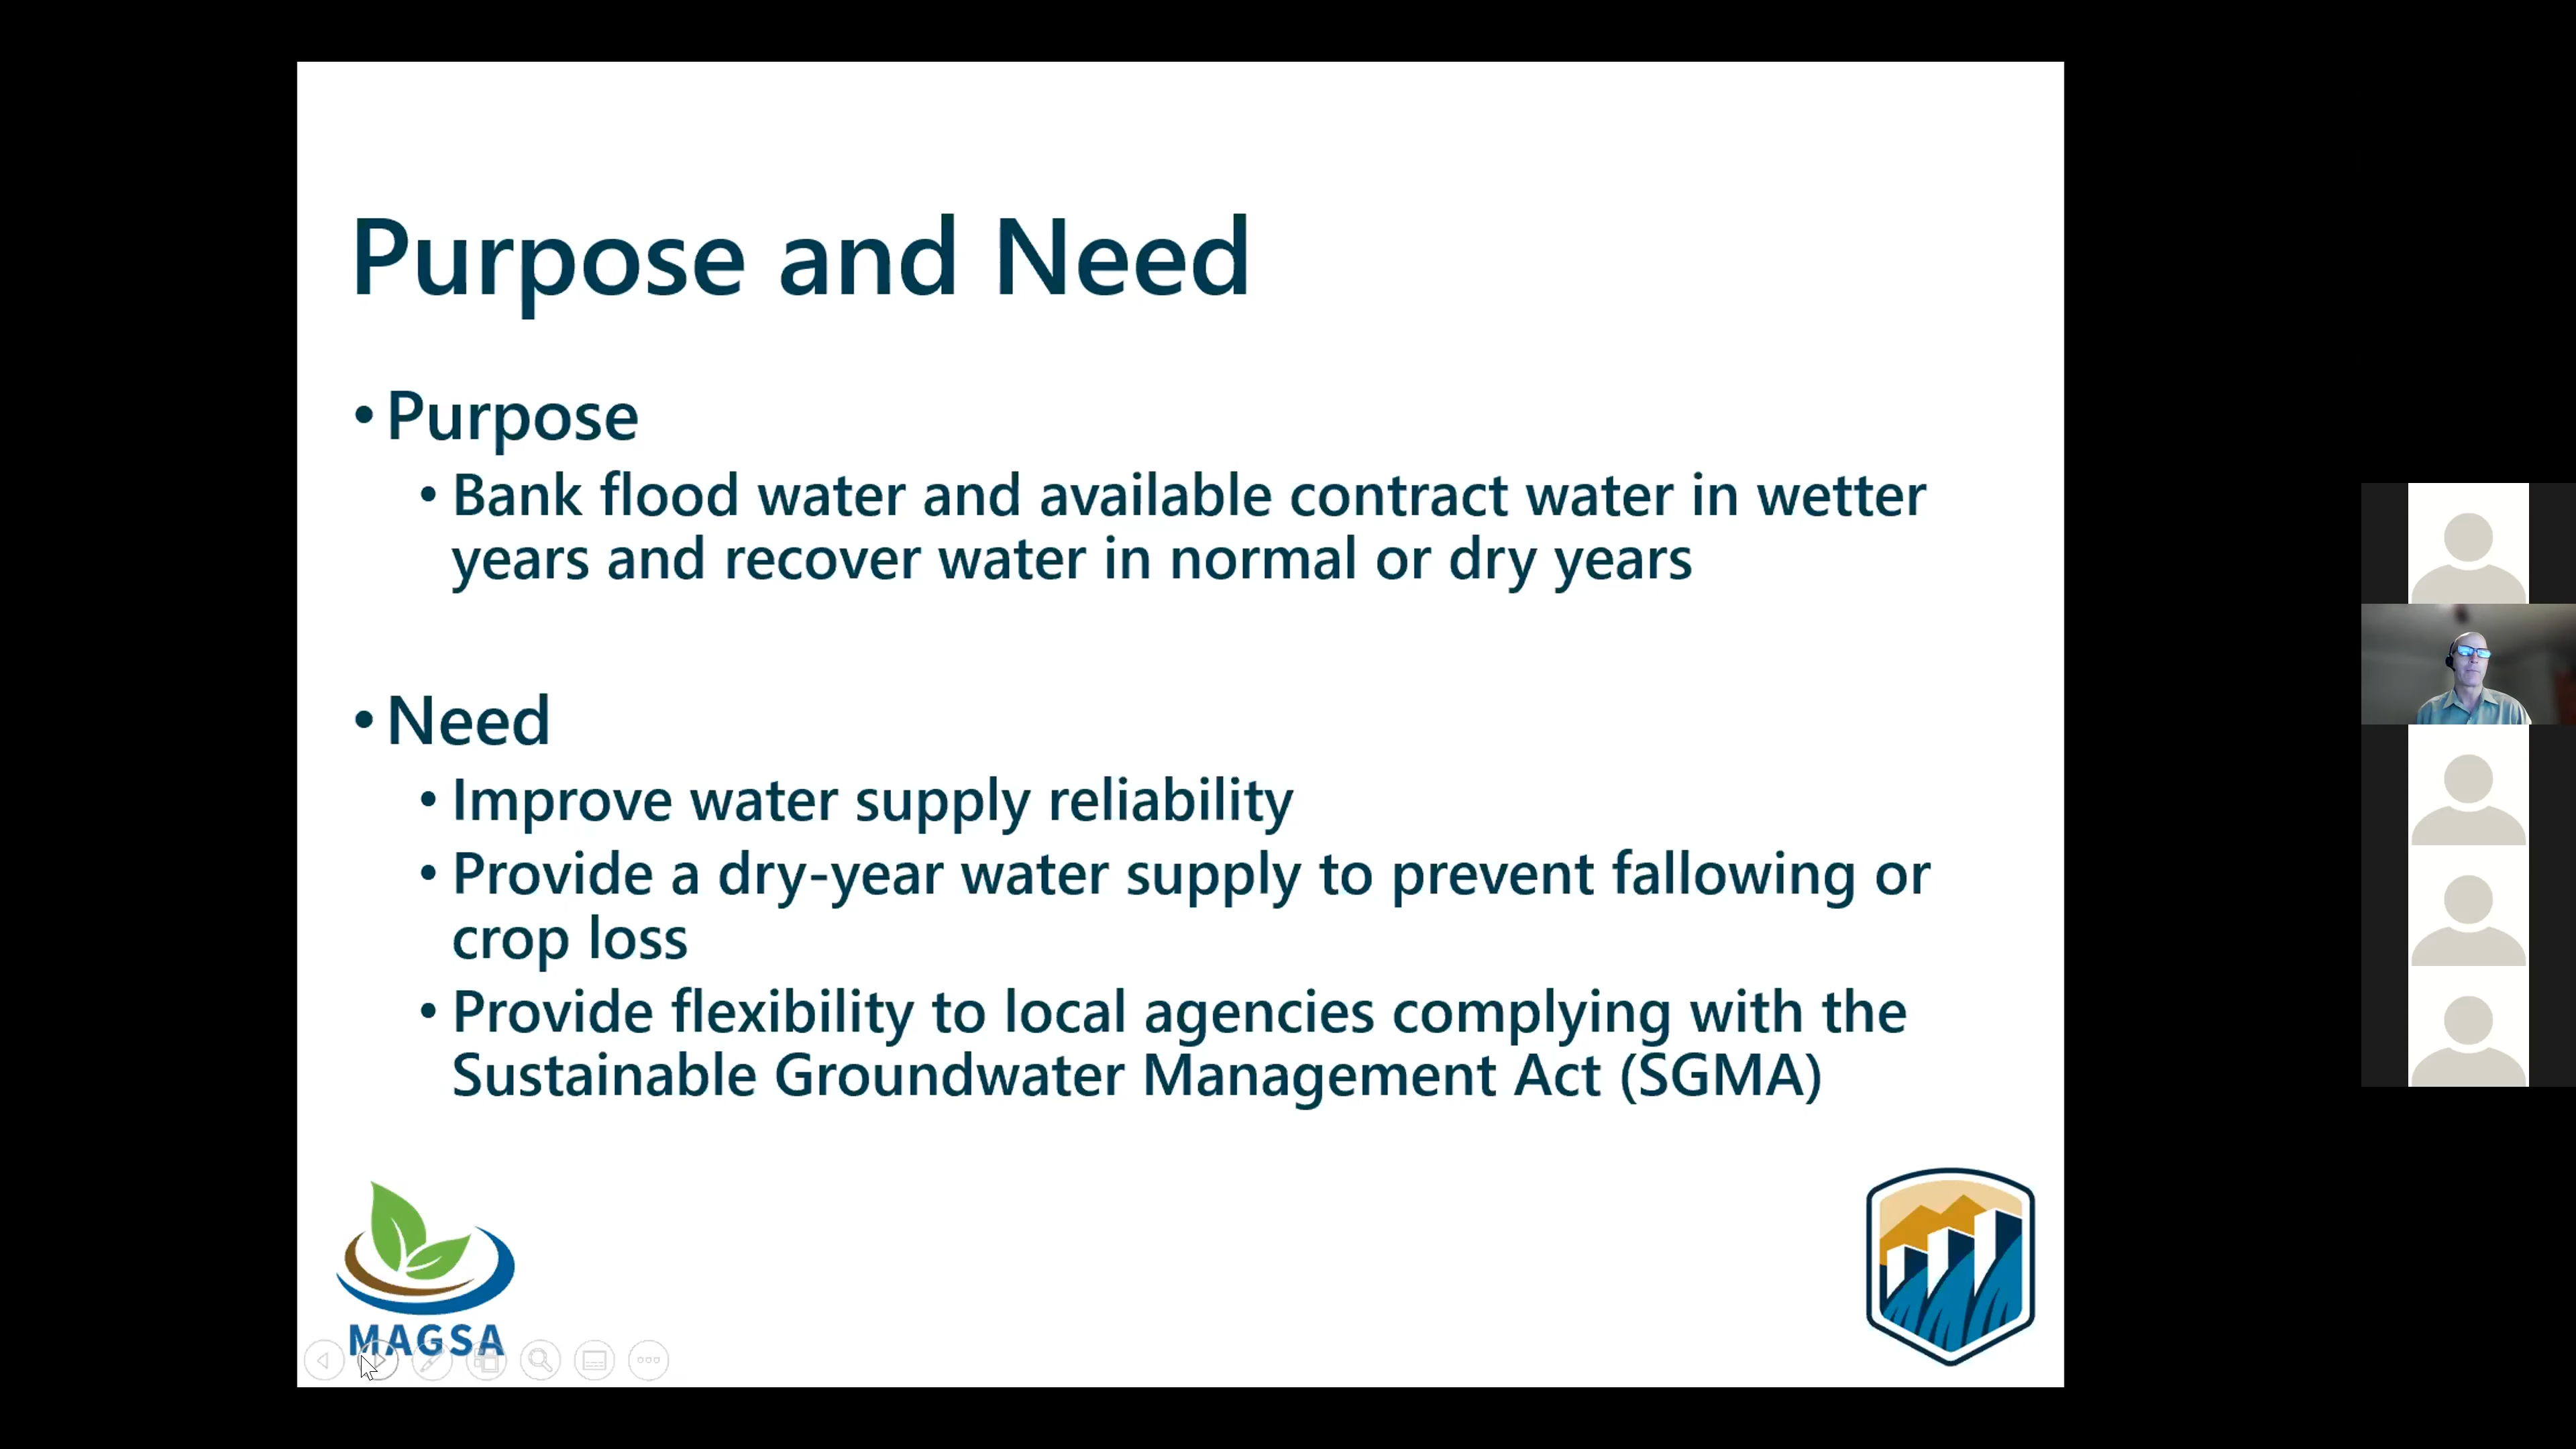 Purpose and Need
• Purpose
• Bank flood water and available contract water in wetter
years and recover water in normal or dry years
• Need
• Improve water supply reliability
• Provide a dry-year water supply to prevent fallowing or
crop loss
• Provide flexibility to local agencies complying with the
Sustainable Groundwater Management Act (SGMA)
MAGSA